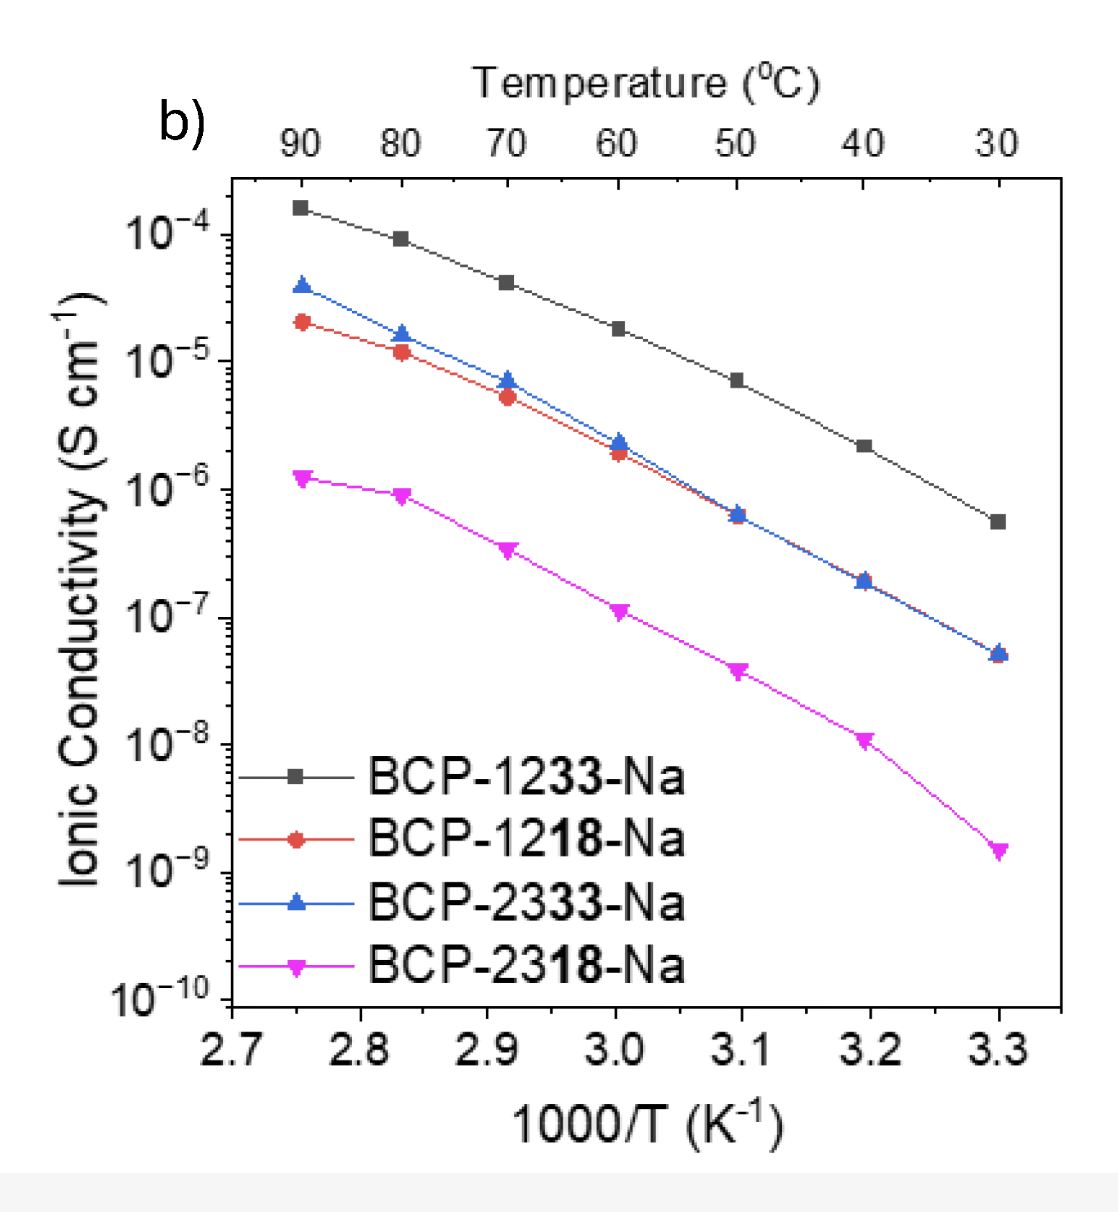 Temperature (⁰C)
b)
90 80 70 60 50 40 30
10⁻⁴
10⁻⁵
10⁻⁶
10⁻⁷
10⁻⁸
10⁻⁹
10⁻¹⁰
Ionic Conductivity (S cm⁻¹)
BCP-1233-Na
BCP-1218-Na
BCP-2333-Na
BCP-2318-Na
2.7 2.8 2.9 3.0 3.1 3.2 3.3
1000/T (K⁻¹)